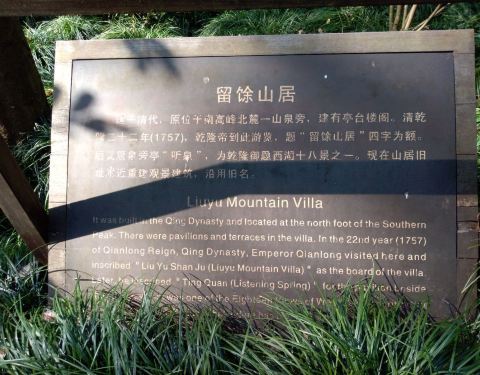 留馀山居
建于清代，原位于南高峰北麓一山泉旁，建有亭台楼阁。清乾
隆二十二年(1757)，乾隆帝到此游览，题“留馀山居”四字为额。
后又题泉旁亭“听泉”，为乾隆御题西湖十八景之一。现在山居旧
址附近重建观景建筑，沿用旧名。
Liuyu Mountain Villa
It was built in the Qing Dynasty and located at the north foot of the Southern
Peak. There were pavilions and terraces in the villa. In the 22nd year (1757)
of Qianlong Reign, Qing Dynasty, Emperor Qianlong visited here and
inscribed "Liu Yu Shan Ju (Liuyu Mountain Villa)" as the board of the villa.
Later, he inscribed "Ting Quan (Listening Spring)" for the pavilion beside
was one of the Eighteen Views of